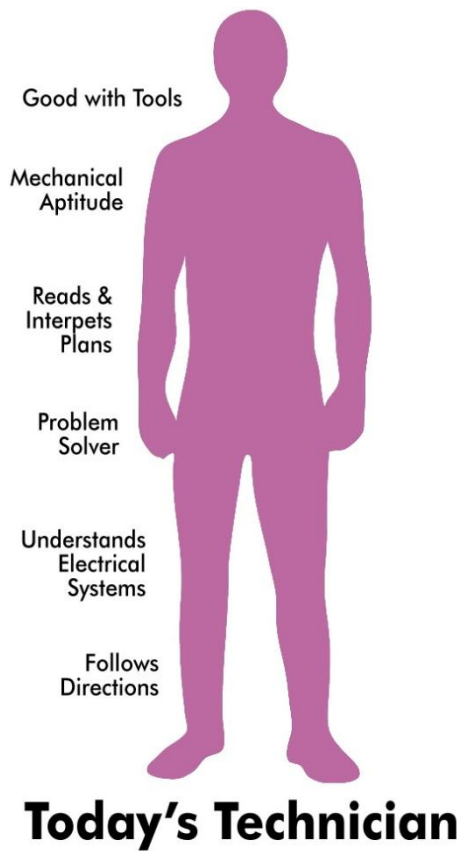 Good with Tools
Mechanical
Aptitude
Reads &
Interpets
Plans
Problem
Solver
Understands
Electrical
Systems
Follows
Directions
Today's Technician